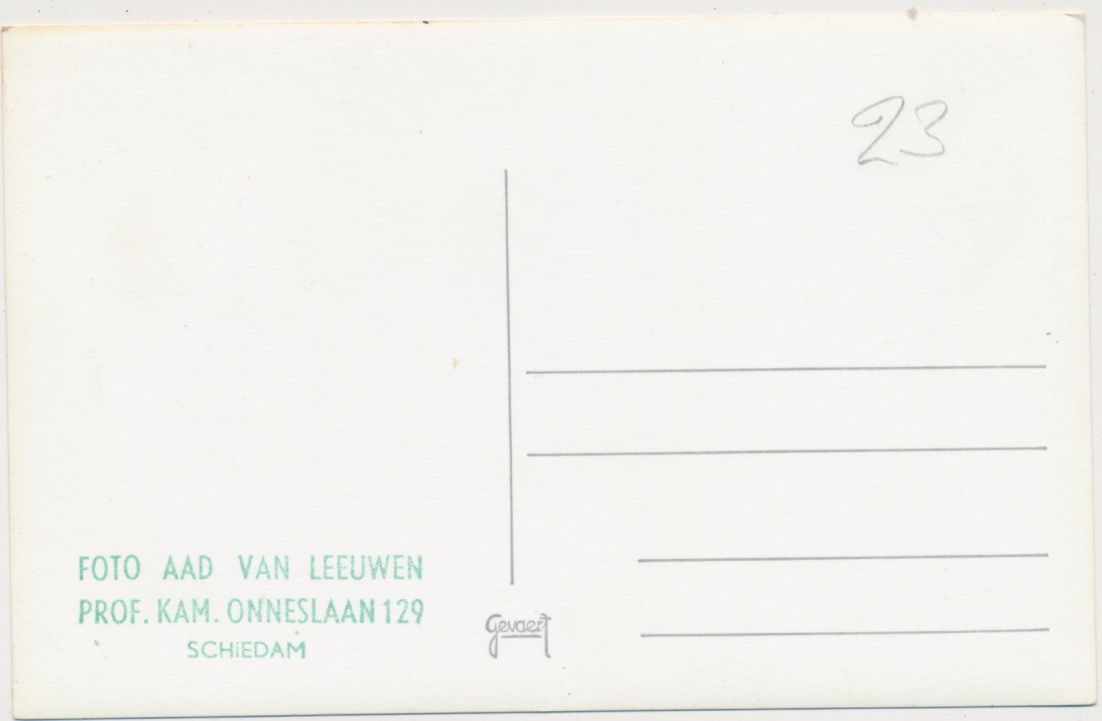 23
FOTO AAD VAN LEEUWEN
PROF. KAM. ONNESLAAN 129
SCHiEDAM
Gevaert